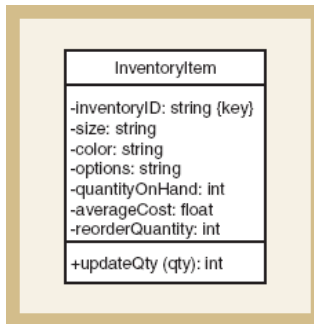 InventoryItem
-inventoryID: string {key}
-size: string
-color: string
-options: string
-quantityOnHand: int
-averageCost: float
-reorderQuantity: int
+updateQty (qty): int